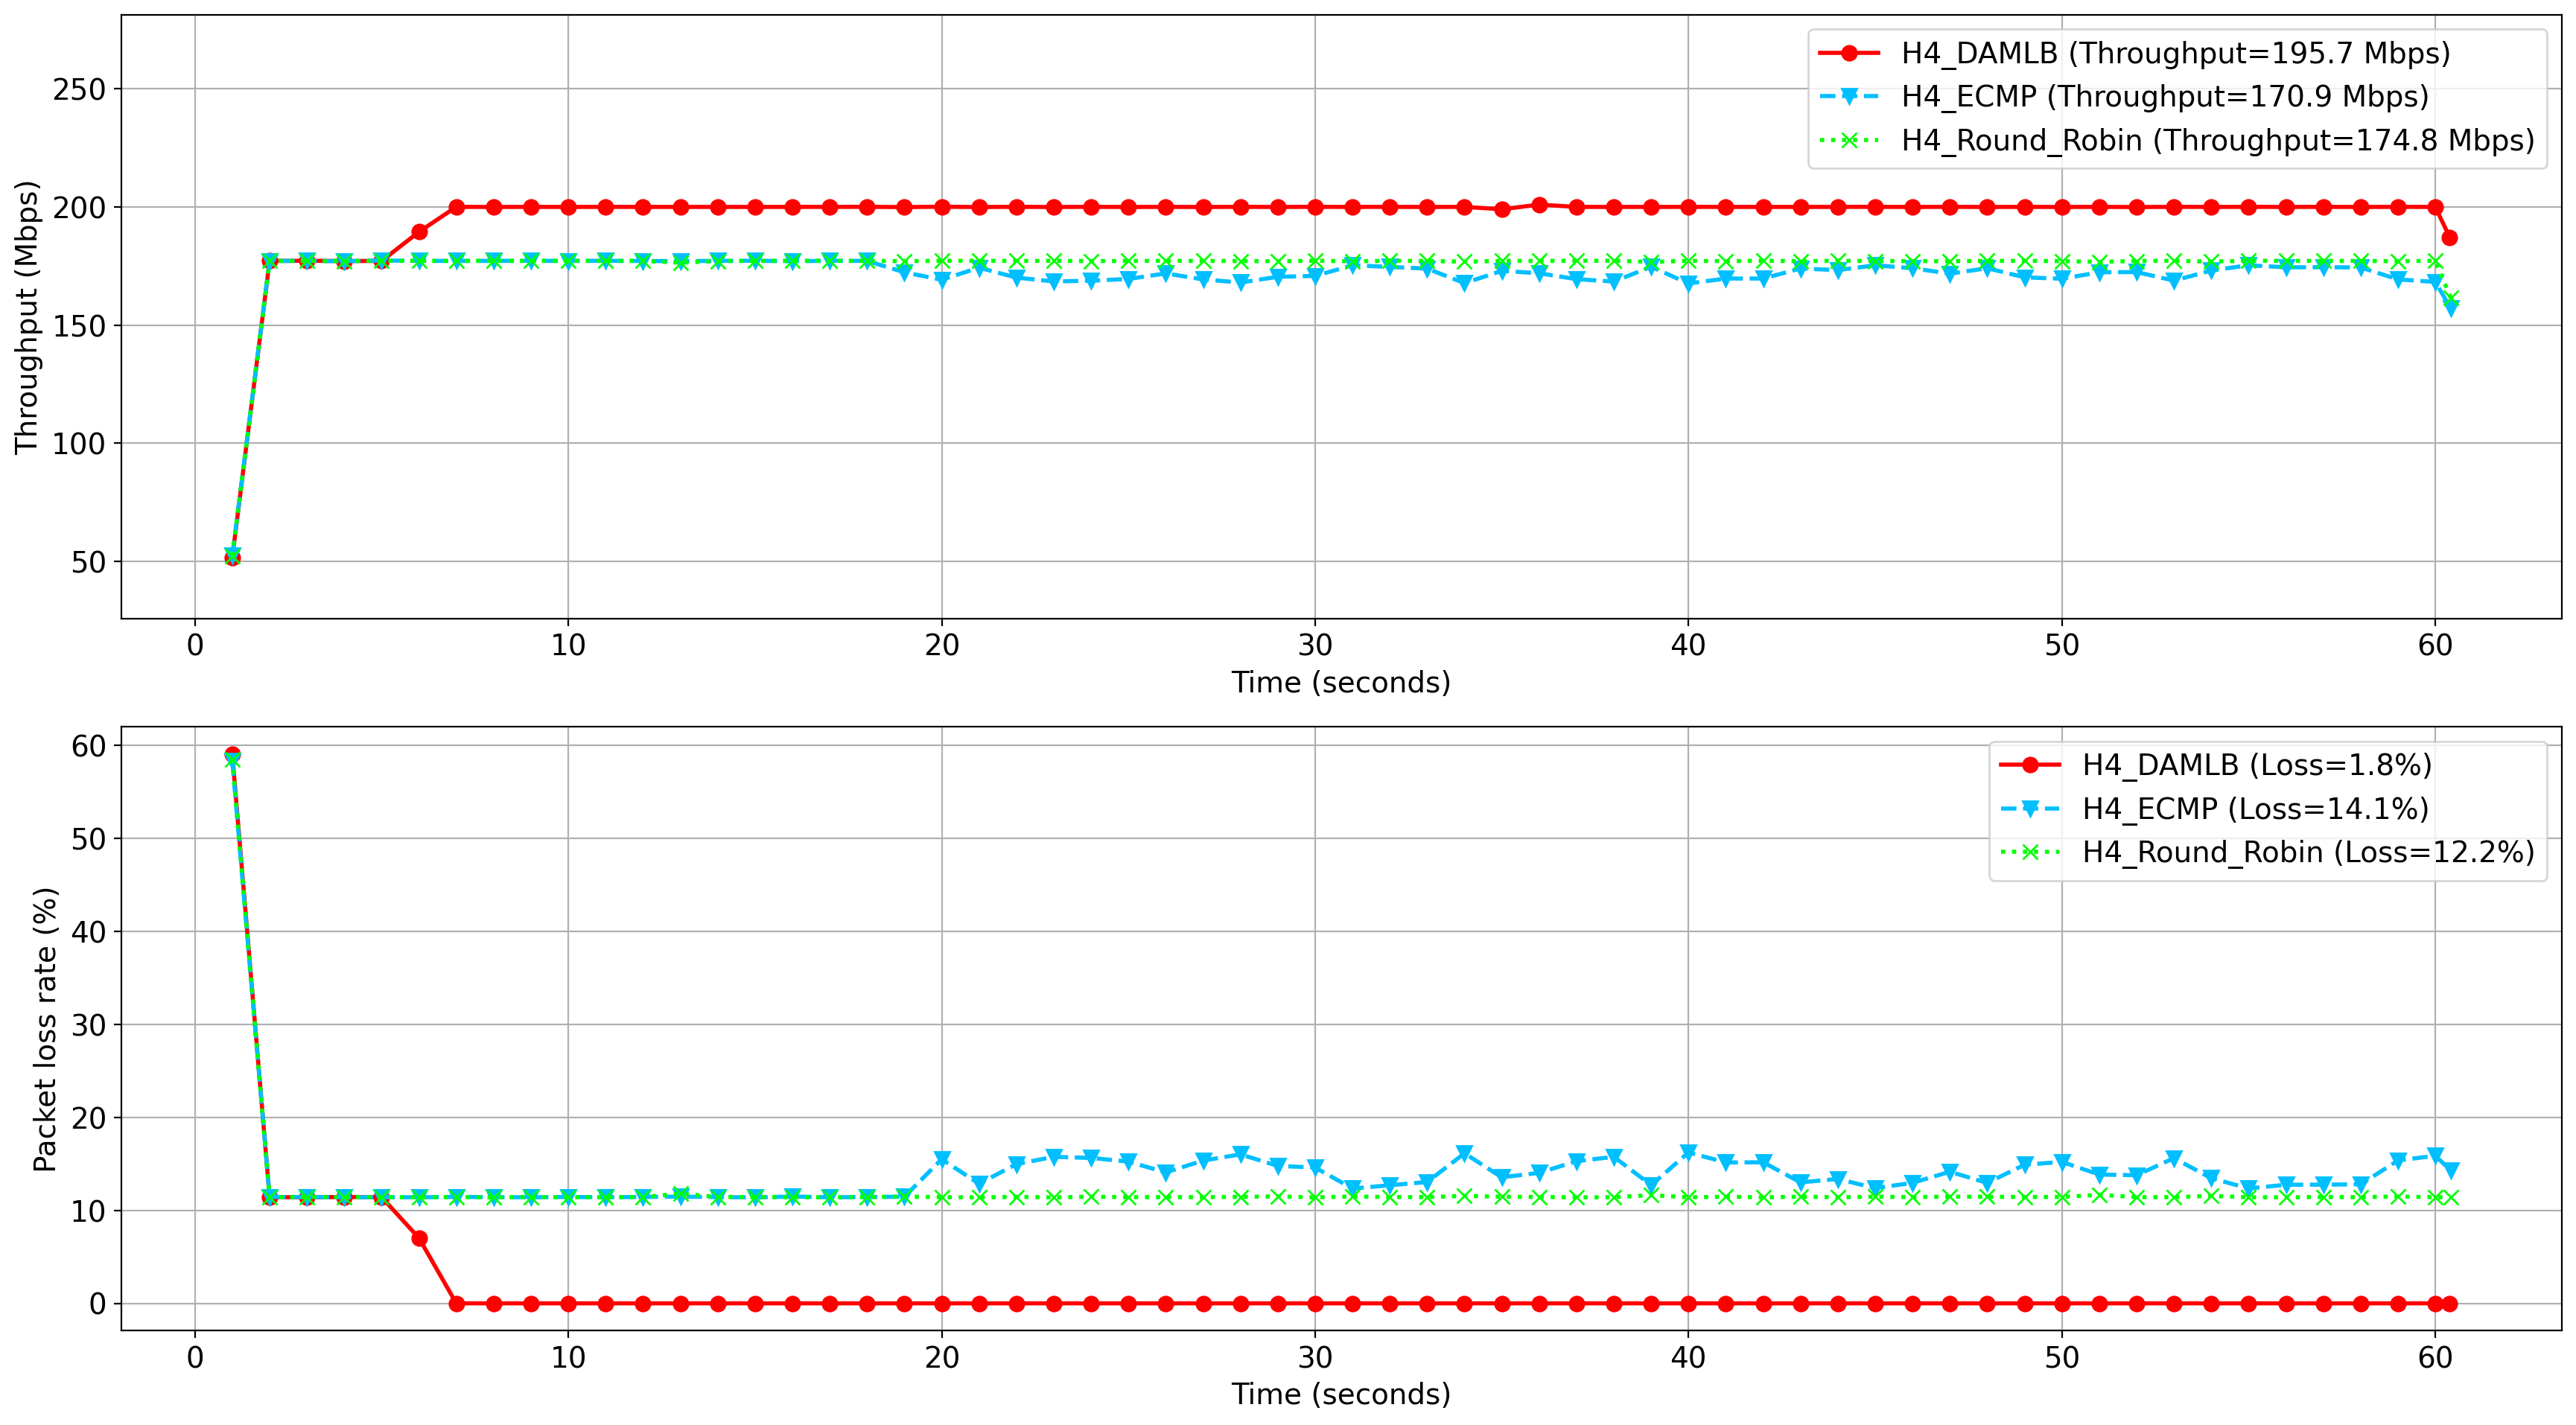 H4_DAMLB (Throughput=195.7 Mbps)
H4_ECMP (Throughput=170.9 Mbps)
H4_Round_Robin (Throughput=174.8 Mbps)
250
200
150
100
50
Throughput (Mbps)
0 10 20 30 40 50 60
Time (seconds)
H4_DAMLB (Loss=1.8%)
H4_ECMP (Loss=14.1%)
H4_Round_Robin (Loss=12.2%)
60
50
40
30
20
10
0
Packet loss rate (%)
0 10 20 30 40 50 60
Time (seconds)